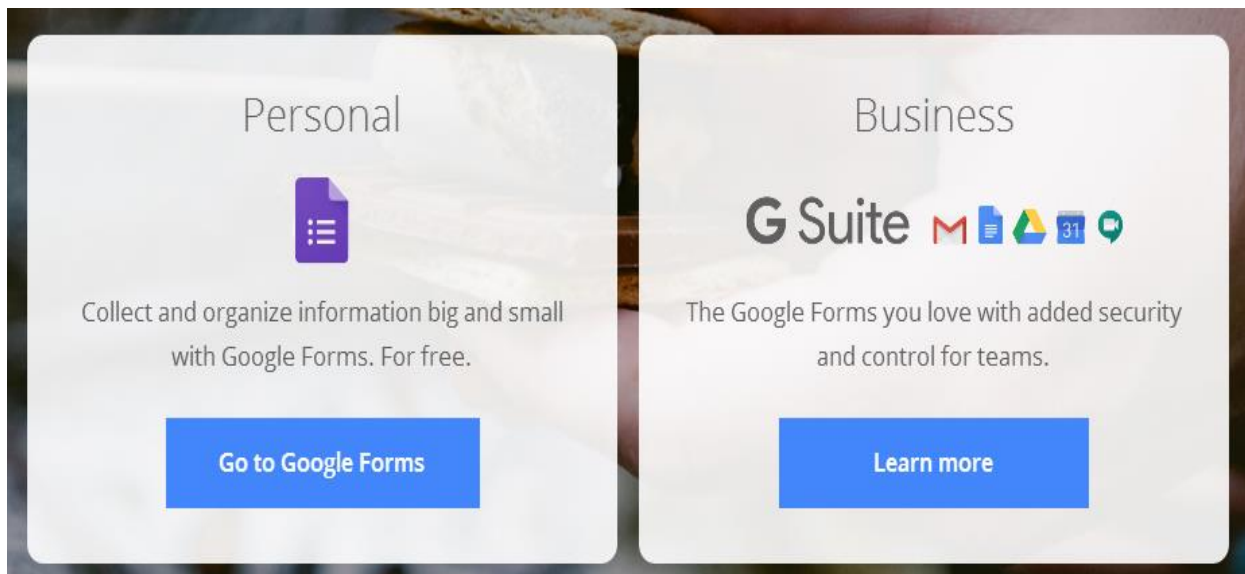 Personal
Collect and organize information big and small
with Google Forms. For free.
Go to Google Forms
Business
G Suite
31
The Google Forms you love with added security
and control for teams.
Learn more